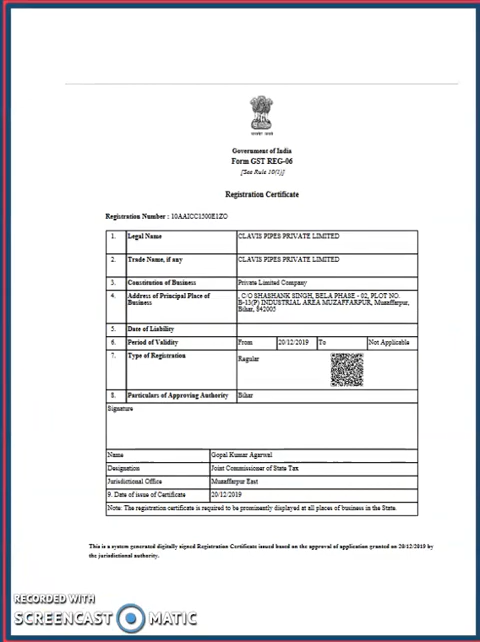 Government of India
Form GST REG-06
[See Rule 10(1)]
Registration Certificate
Registration Number : 10AAICC1500E1ZO
1. Legal Name CLAVIS PIPES PRIVATE LIMITED
2. Trade Name, if any CLAVIS PIPES PRIVATE LIMITED
3. Constitution of Business Private Limited Company
4. Address of Principal Place of Business , C/O SHASHANK SINGH, BELA PHASE - 02, PLOT NO.
B-13(P) INDUSTRIAL AREA MUZAFFARPUR, Muzaffarpur,
Bihar, 842005
5. Date of Liability
6. Period of Validity From 20/12/2019 To Not Applicable
7. Type of Registration Regular
8. Particulars of Approving Authority Bihar
Signature
Name Gopal Kumar Agarwal
Designation Joint Commissioner of State Tax
Jurisdictional Office Muzaffarpur East
9. Date of issue of Certificate 20/12/2019
Note: The registration certificate is required to be prominently displayed at all places of business in the State.
This is a system generated digitally signed Registration Certificate issued based on the approval of application granted on 20/12/2019 by
the jurisdictional authority.
RECORDED WITH
SCREENCAST MATIC